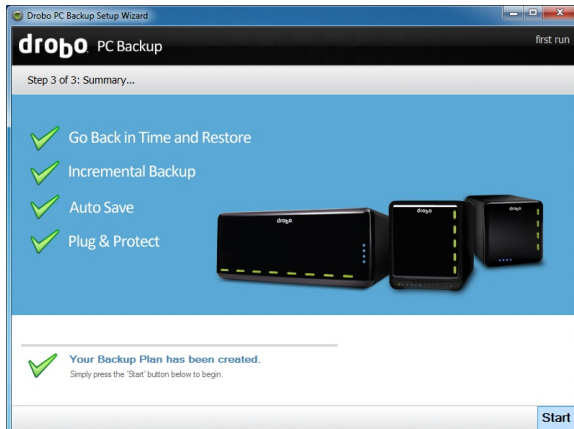 Drobo PC Backup Setup Wizard
drobo PC Backup
first run
Step 3 of 3: Summary...
Go Back in Time and Restore
Incremental Backup
Auto Save
Plug & Protect
drobo
drobo
drobo
Your Backup Plan has been created.
Simply press the 'Start' button below to begin.
Start